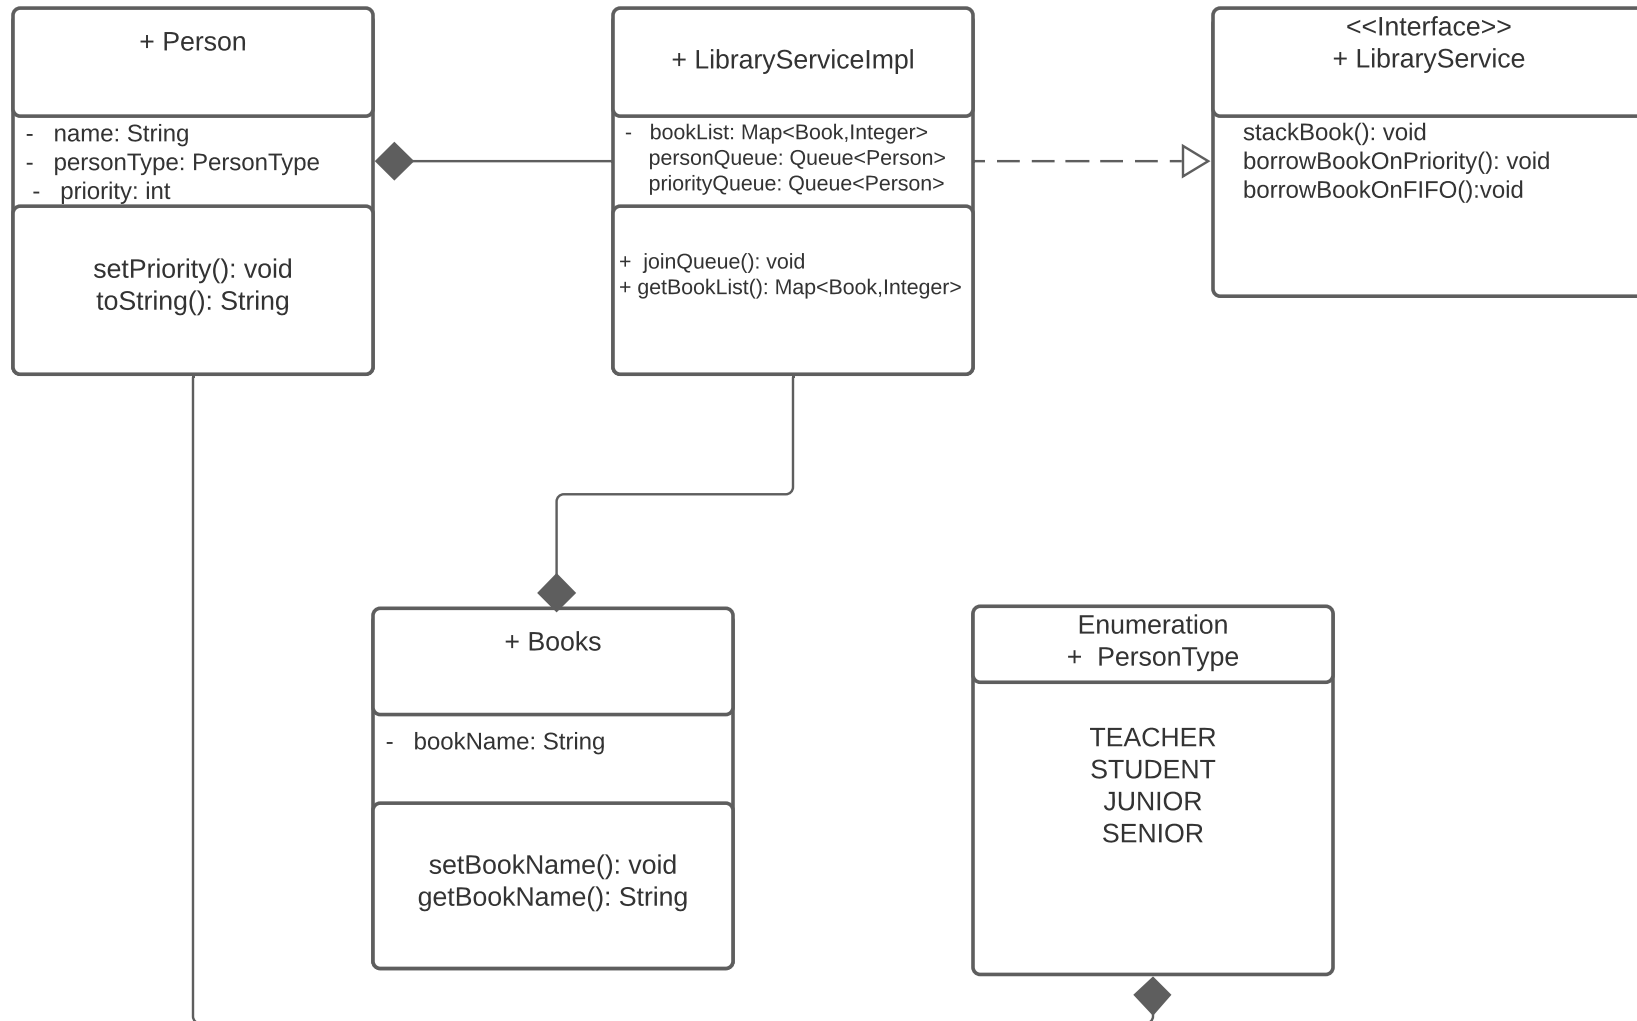 + Person
- name: String
- personType: PersonType
- priority: int
setPriority(): void
toString(): String
+ LibraryServiceImpl
- bookList: Map<Book,Integer>
personQueue: Queue<Person>
priorityQueue: Queue<Person>
+ joinQueue(): void
+ getBookList(): Map<Book,Integer>
<<Interface>>
+ LibraryService
stackBook(): void
borrowBookOnPriority(): void
borrowBookOnFIFO():void
+ Books
- bookName: String
setBookName(): void
getBookName(): String
Enumeration
+ PersonType
TEACHER
STUDENT
JUNIOR
SENIOR